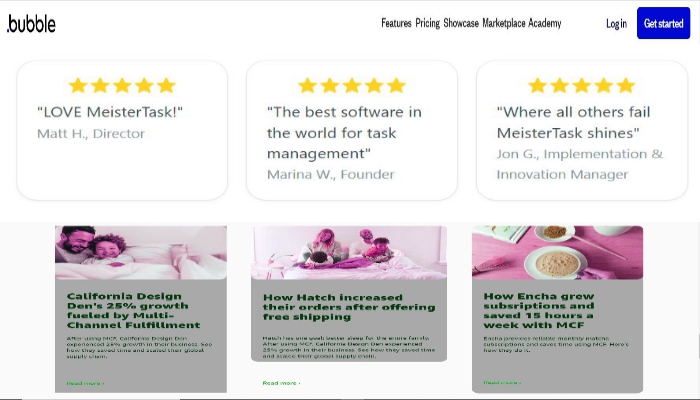 .bubble
Features Pricing Showcase Marketplace Academy
Log in
Get started
"LOVE MeisterTask!"
Matt H., Director
"The best software in
the world for task
management"
Marina W., Founder
"Where all others fail
MeisterTask shines"
Jon G., Implementation &
Innovation Manager
California Design
Den's 25% growth
fueled by Multi-
Channel Fulfillment
After using MCF, California Design Den
experienced 25% growth in their business. See
how they saved time and scaled their global
supply chain.
Read more ›
How Hatch increased
their orders after offering
free shipping
Hatch has one goal: better sleep for the entire family.
After using MCF, California Design Den experienced
25% growth in their business. See how they saved time
and scaled their global supply chain.
Read more ›
How Encha grew
subsriptions and
saved 15 hours a
week with MCF
Encha provides reliable monthly matcha
subscriptions and saves time using MCF. Here's
how they do it.
Read more ›